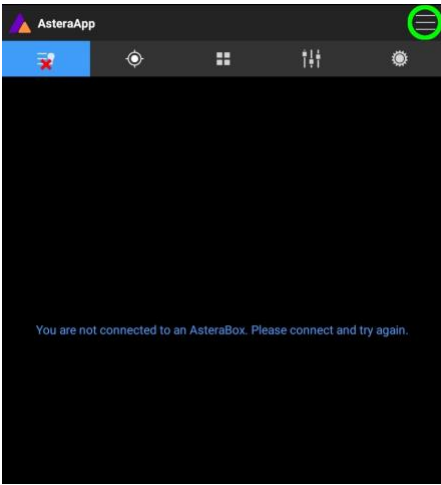 AsteraApp
You are not connected to an AsteraBox. Please connect and try again.